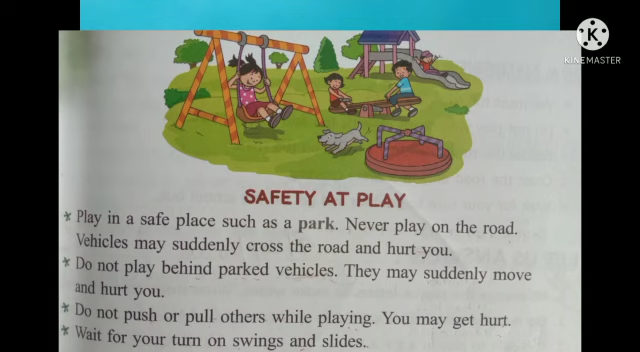 KINEMASTER
SAFETY AT PLAY
* Play in a safe place such as a park. Never play on the road.
Vehicles may suddenly cross the road and hurt you.
* Do not play behind parked vehicles. They may suddenly move
and hurt you.
* Do not push or pull others while playing. You may get hurt.
* Wait for your turn on swings and slides.